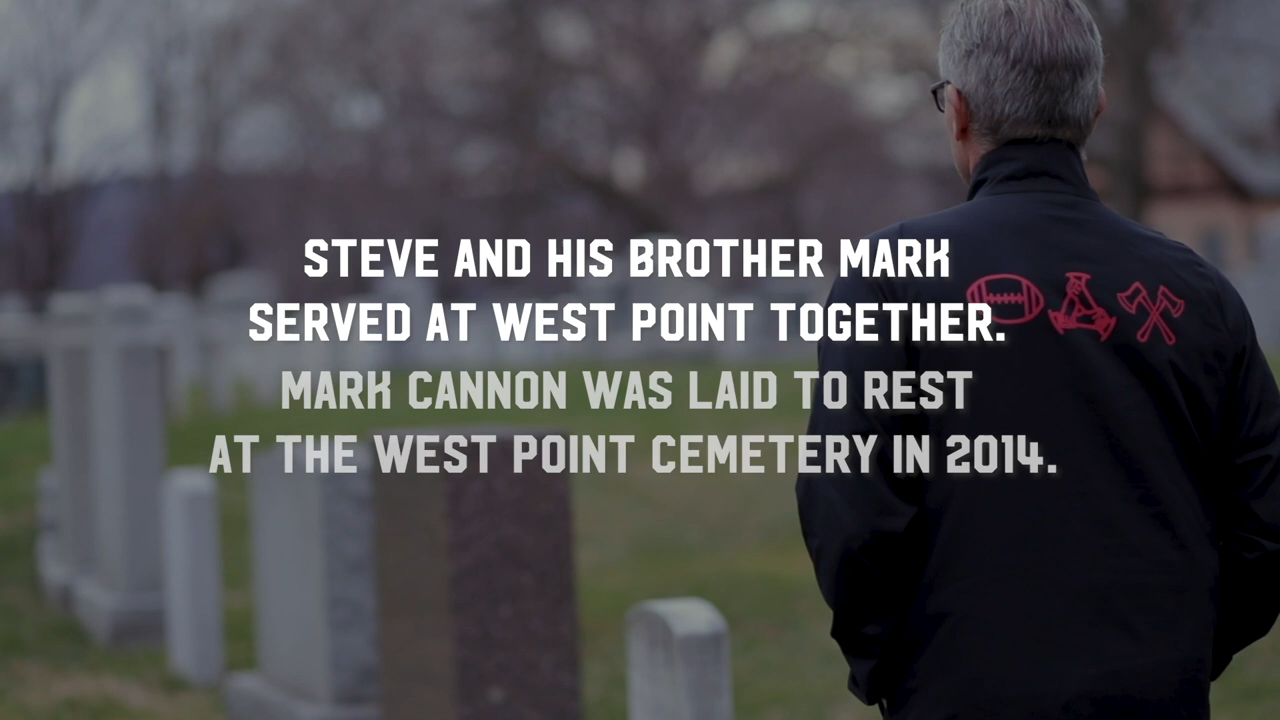 STEVE AND HIS BROTHER MARK
SERVED AT WEST POINT TOGETHER.
MARK CANNON WAS LAID TO REST
AT THE WEST POINT CEMETERY IN 2014.